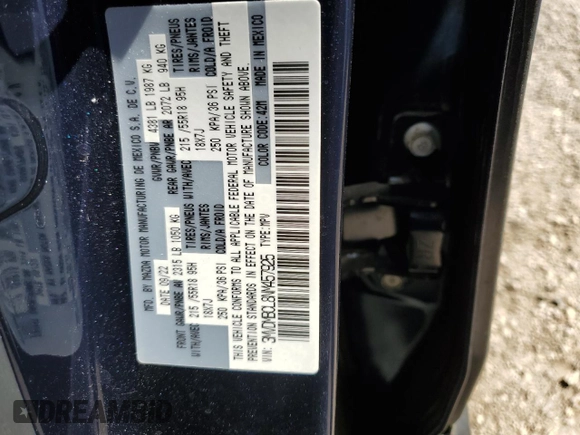 MFD. BY MAZDA MOTOR MANUFACTURING DE MEXICO S.A. DE C.V.
DATE 09/22 GVWR/PNBV 4381 LB 1987 KG
FRONT GAWR/PNBE AV 2315 LB 1050 KG REAR GAWR/PNBE AR 2072 LB 940 KG
WITH/AVEC 215 /55R18 95H TIRES/PNEUS WITH/AVEC 215 /55R18 95H TIRES/PNEUS
18X7J RIMS/JANTES 18X7J RIMS/JANTES
250 KPA/36 PSI COLD/A FROID 250 KPA/36 PSI COLD/A FROID
THIS VEHICLE CONFORMS TO ALL APPLICABLE FEDERAL MOTOR VEHICLE SAFETY AND THEFT
PREVENTION STANDARDS IN EFFECT ON THE DATE OF MANUFACTURE SHOWN ABOVE.
VIN: TYPE:MPV COLOR CODE:42M MADE IN MEXICO
DREAMBID